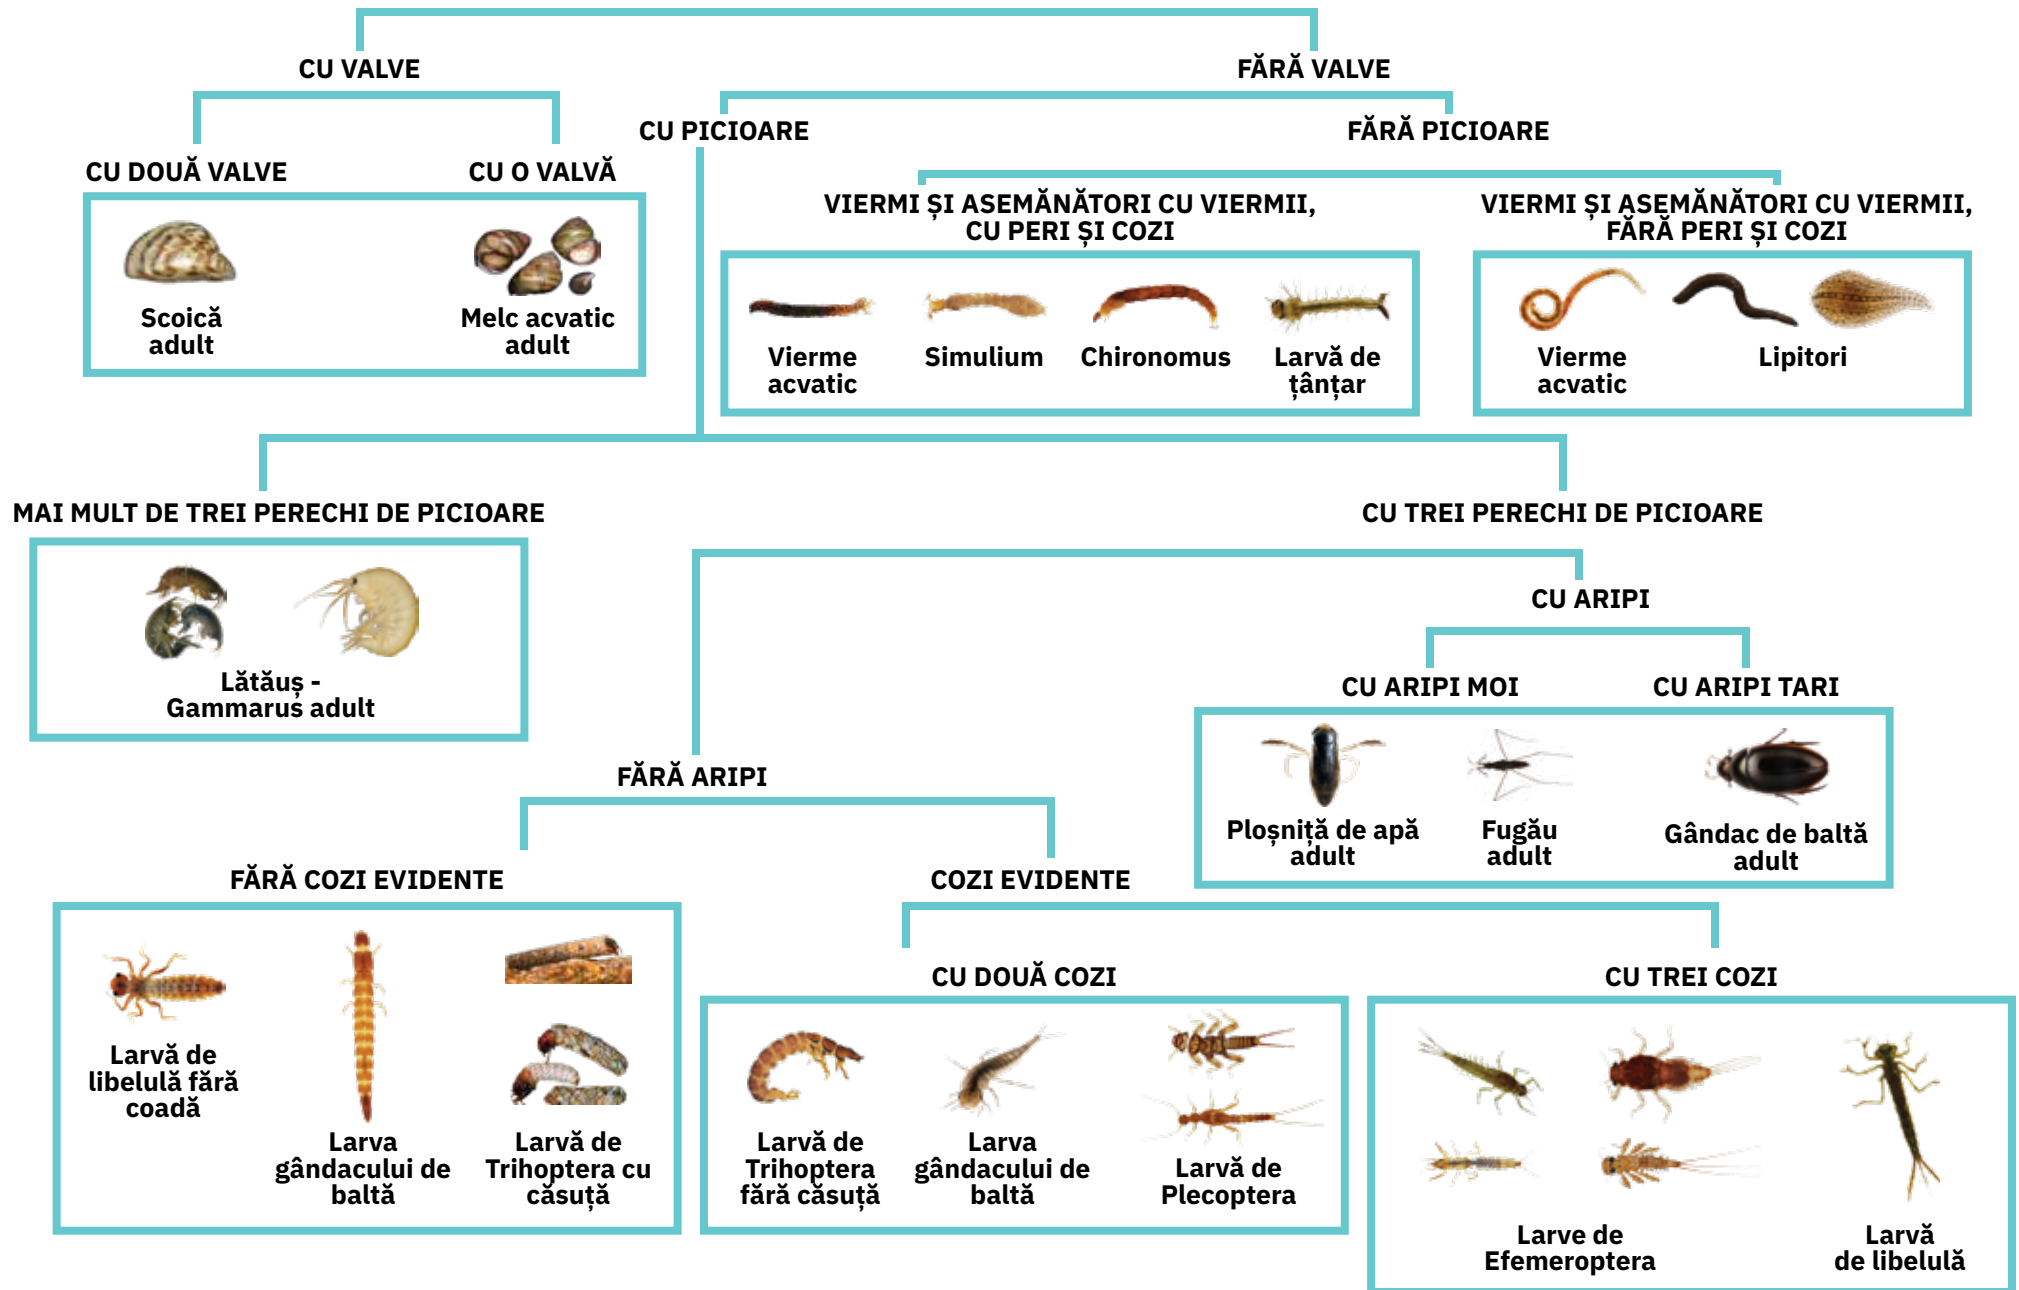 CU VALVE
FĂRĂ VALVE
CU PICIOARE
FĂRĂ PICIOARE
CU DOUĂ VALVE
CU O VALVĂ
VIERMI ȘI ASEMĂNĂTORI CU VIERMII,
CU PERI ȘI COZI
VIERMI ȘI ASEMĂNĂTORI CU VIERMII,
FĂRĂ PERI ȘI COZI
Scoică
adult
Melc acvatic
adult
Vierme
acvatic
Simulium
Chironomus
Larvă de
țânțar
Vierme
acvatic
Lipitori
MAI MULT DE TREI PERECHI DE PICIOARE
CU TREI PERECHI DE PICIOARE
Lătăuș -
Gammarus adult
CU ARIPI
CU ARIPI MOI
CU ARIPI TARI
Ploșniță de apă
adult
Fugău
adult
Gândac de baltă
adult
FĂRĂ ARIPI
FĂRĂ COZI EVIDENTE
COZI EVIDENTE
Larvă de
libelulă fără
coadă
Larva
gândacului de
baltă
Larvă de
Trihoptera cu
căsuță
CU DOUĂ COZI
CU TREI COZI
Larvă de
Trihoptera
fără căsuță
Larva
gândacului de
baltă
Larvă de
Plecoptera
Larve de
Efemeroptera
Larvă
de libelulă